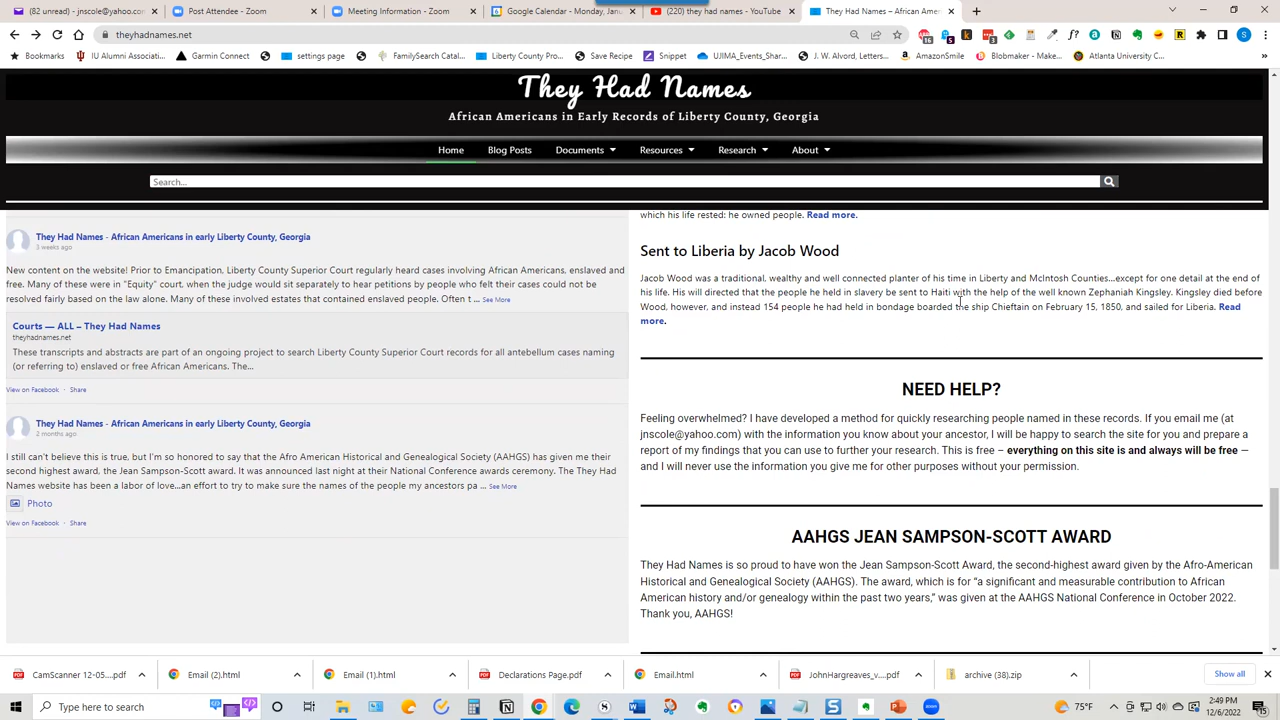 (82 unread) - jnscole@yahoo.co
Post Attendee - Zoom
Meeting Information - Zoom
Google Calendar - Monday, Jan
(220) they had names - YouTube
They Had Names – African Amer
theyhadnames.net
Bookmarks
IU Alumni Associati...
Garmin Connect
settings page
FamilySearch Catal...
Liberty County Pro...
Save Recipe
Snippet
UJIMA_Events_Shar...
J. W. Alvord, Letters...
AmazonSmile
Blobmaker - Make...
Atlanta University C...
They Had Names
African Americans in Early Records of Liberty County, Georgia
Home
Blog Posts
Documents
Resources
Research
About
Search...
They Had Names - African Americans in early Liberty County, Georgia
3 weeks ago
New content on the website! Prior to Emancipation, Liberty County Superior Court regularly heard cases involving African Americans, enslaved and
free. Many of these were in "Equity" court, when the judge would sit separately to hear petitions by people who felt their cases could not be
resolved fairly based on the law alone. Many of these involved estates that contained enslaved people. Often t ... See More
Courts — ALL – They Had Names
theyhadnames.net
These transcripts and abstracts are part of an ongoing project to search Liberty County Superior Court records for all antebellum cases naming
(or referring to) enslaved or free African Americans. The...
View on Facebook · Share
They Had Names - African Americans in early Liberty County, Georgia
2 months ago
I still can't believe this is true, but I'm so honored to say that the Afro American Historical and Genealogical Society (AAHGS) has given me their
second highest award, the Jean Sampson-Scott award. It was announced last night at their National Conference awards ceremony. The They Had
Names website has been a labor of love...an effort to try to make sure the names of the people my ancestors pa ... See More
Photo
View on Facebook · Share
which his life rested: he owned people. Read more.
Sent to Liberia by Jacob Wood
Jacob Wood was a traditional, wealthy and well connected planter of his time in Liberty and McIntosh Counties...except for one detail at the end of
his life. His will directed that the people he held in slavery be sent to Haiti with the help of the well known Zephaniah Kingsley. Kingsley died before
Wood, however, and instead 154 people he had held in bondage boarded the ship Chieftain on February 15, 1850, and sailed for Liberia. Read
more.
NEED HELP?
Feeling overwhelmed? I have developed a method for quickly researching people named in these records. If you email me (at
jnscole@yahoo.com) with the information you know about your ancestor, I will be happy to search the site for you and prepare a
report of my findings that you can use to further your research. This is free – everything on this site is and always will be free —
and I will never use the information you give me for other purposes without your permission.
AAHGS JEAN SAMPSON-SCOTT AWARD
They Had Names is so proud to have won the Jean Sampson-Scott Award, the second-highest award given by the Afro-American
Historical and Genealogical Society (AAHGS). The award, which is for "a significant and measurable contribution to African
American history and/or genealogy within the past two years," was given at the AAHGS National Conference in October 2022.
Thank you, AAHGS!
CamScanner 12-05....pdf
Email (2).html
Email (1).html
Declarations Page.pdf
Email.html
JohnHargreaves_v....pdf
archive (38).zip
Show all
Type here to search
75°F
2:49 PM
12/6/2022